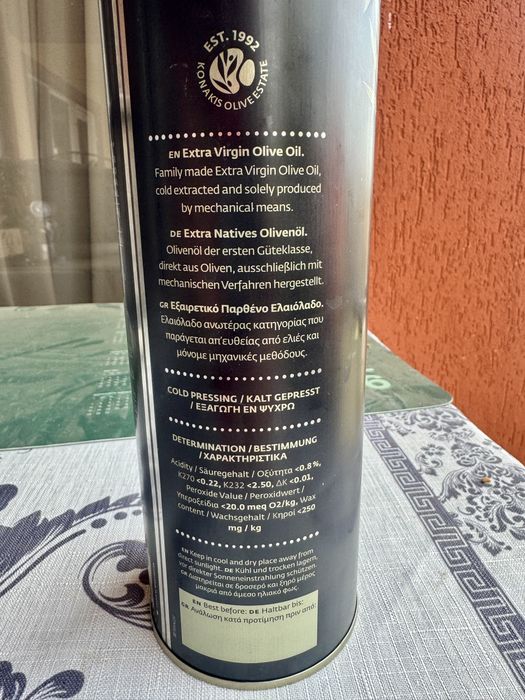 EST. 1992
KONAKIS OLIVE ESTATE
EN Extra Virgin Olive Oil.
Family made Extra Virgin Olive Oil,
cold extracted and solely produced
by mechanical means.
DE Extra Natives Olivenöl.
Olivenöl der ersten Güteklasse,
direkt aus Oliven, ausschließlich mit
mechanischen Verfahren hergestellt.
GR Εξαιρετικό Παρθένο Ελαιόλαδο.
Ελαιόλαδο ανωτέρας κατηγορίας που
παράγεται απ'ευθείας από ελιές και
μόνομε μηχανικές μεθόδους.
COLD PRESSING / KALT GEPRESST
/ ΕΞΑΓΩΓΗ ΕΝ ΨΥΧΡΩ
DETERMINATION / BESTIMMUNG
/ΧΑΡΑΚΤΗΡΙΣΤΙΚΑ
Acidity / Säuregehalt / Οξύτητα <0.8 %,
K270 <0.22, K232 <2.50, ΔK <0.01,
Peroxide Value / Peroxidwert /
Υπεροξείδια <20.0 meq O2/kg, Wax
content / Wachsgehalt / Κηροί <250
mg / kg
EN Keep in cool and dry place away from
direct sunlight. DE Kühl und trocken lagern,
vor direkter Sonneneinstrahlung schützen.
GR Διατηρείται σε δροσερό και ξηρό μέρος
μακριά από άμεσο ηλιακό φως.
EN Best before: DE Haltbar bis:
GR Ανάλωση κατά προτίμηση πριν από: